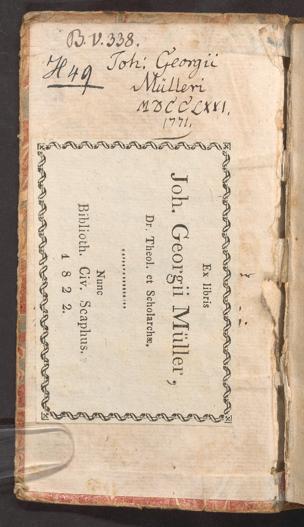 B.V. 338.
H 49
Joh: Georgii
Mülleri
MDCCLXXI.
1771.
Ex libris
Joh. Georgii Müller,
Dr. Theol. et Scholarchæ,
Nunc
Biblioth. Civ. Scaphus.
1822.